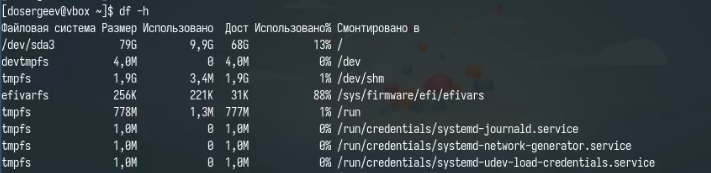 [dosergeev@vbox ~]$ df -h
Файловая система Размер Использовано Дост Использовано% Смонтировано в
/dev/sda3 79G 9,9G 68G 13% /
devtmpfs 4,0M 0 4,0M 0% /dev
tmpfs 1,9G 3,4M 1,9G 1% /dev/shm
efivarfs 256K 221K 31K 88% /sys/firmware/efi/efivars
tmpfs 778M 1,3M 777M 1% /run
tmpfs 1,0M 0 1,0M 0% /run/credentials/systemd-journald.service
tmpfs 1,0M 0 1,0M 0% /run/credentials/systemd-network-generator.service
tmpfs 1,0M 0 1,0M 0% /run/credentials/systemd-udev-load-credentials.service